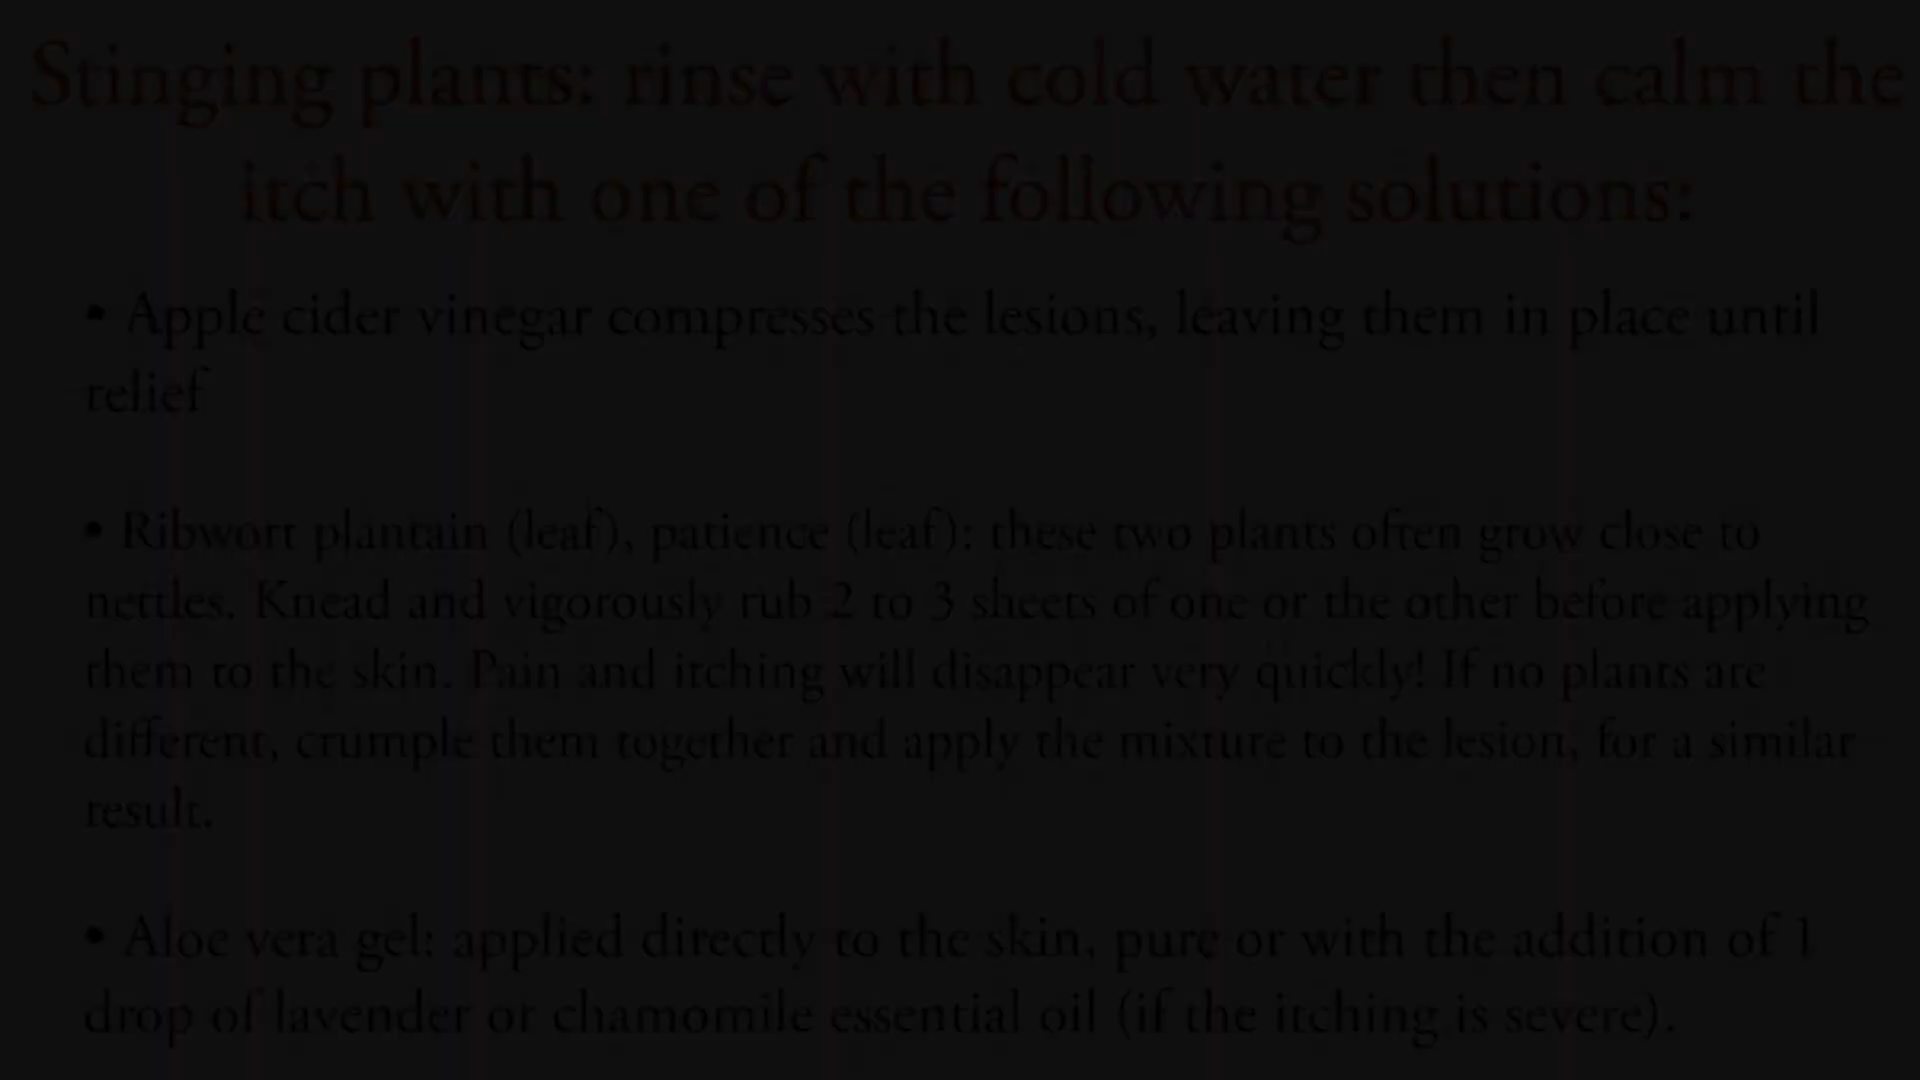 Stinging plants: rinse with cold water then calm the
itch with one of the following solutions:
• Apple cider vinegar compresses the lesions, leaving them in place until
relief
• Ribwort plantain (leaf), patience (leaf): these two plants often grow close to
nettles. Knead and vigorously rub 2 to 3 sheets of one or the other before applying
them to the skin. Pain and itching will disappear very quickly! If no plants are
different, crumple them together and apply the mixture to the lesion, for a similar
result.
• Aloe vera gel: applied directly to the skin, pure or with the addition of 1
drop of lavender or chamomile essential oil (if the itching is severe).